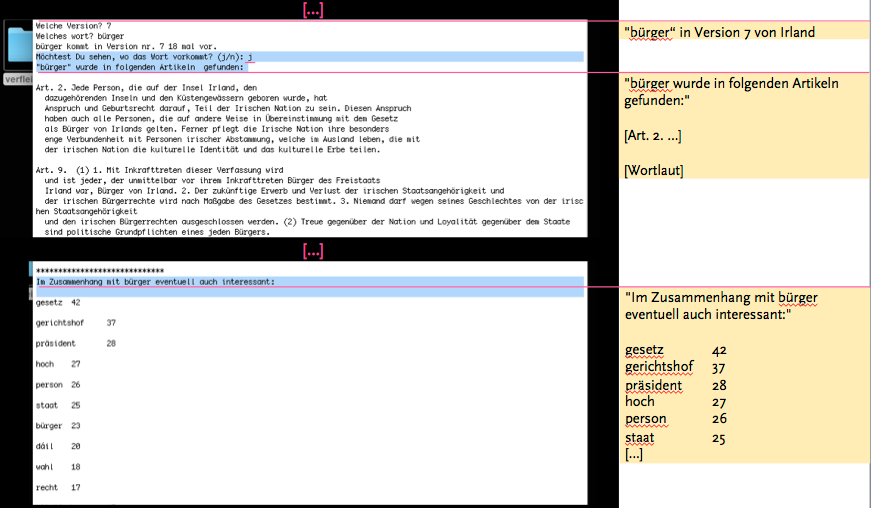 [...]
Welche Version? 7
Welches wort? bürger
bürger kommt in Version nr. 7 18 mal vor.
Möchtest Du sehen, wo das Wort vorkommt? (j/n): j
"bürger" wurde in folgenden Artikeln gefunden:
Art. 2. Jede Person, die auf der Insel Irland, den
dazugehörenden Inseln und den Küstengewässern geboren wurde, hat
Anspruch und Geburtsrecht darauf, Teil der Irischen Nation zu sein. Diesen Anspruch
haben auch alle Personen, die auf andere Weise in Übereinstimmung mit dem Gesetz
als Bürger von Irlands gelten. Ferner pflegt die Irische Nation ihre besonders
enge Verbundenheit mit Personen irischer Abstammung, welche im Ausland leben, die mit
der irischen Nation die kulturelle Identität und das kulturelle Erbe teilen.
Art. 9. (1) 1. Mit Inkrafttreten dieser Verfassung wird
und ist jeder, der unmittelbar vor ihrem Inkrafttreten Bürger des Freistaats
Irland war, Bürger von Irland. 2. Der zukünftige Erwerb und Verlust der irischen Staatsangehörigkeit und
der irischen Bürgerrechte wird nach Maßgabe des Gesetzes bestimmt. 3. Niemand darf wegen seines Geschlechtes von der irisc
hen Staatsangehörigkeit
und den irischen Bürgerrechten ausgeschlossen werden. (2) Treue gegenüber der Nation und Loyalität gegenüber dem Staate
sind politische Grundpflichten eines jeden Bürgers.
verflei
[...]
*****************************
Im Zusammenhang mit bürger eventuell auch interessant:
gesetz 42
gerichtshof 37
präsident 28
hoch 27
person 26
staat 25
bürger 23
dáil 20
wahl 18
recht 17
"bürger“ in Version 7 von Irland
"bürger wurde in folgenden Artikeln
gefunden:"
[Art. 2. ...]
[Wortlaut]
"Im Zusammenhang mit bürger
eventuell auch interessant:"
gesetz 42
gerichtshof 37
präsident 28
hoch 27
person 26
staat 25
[...]